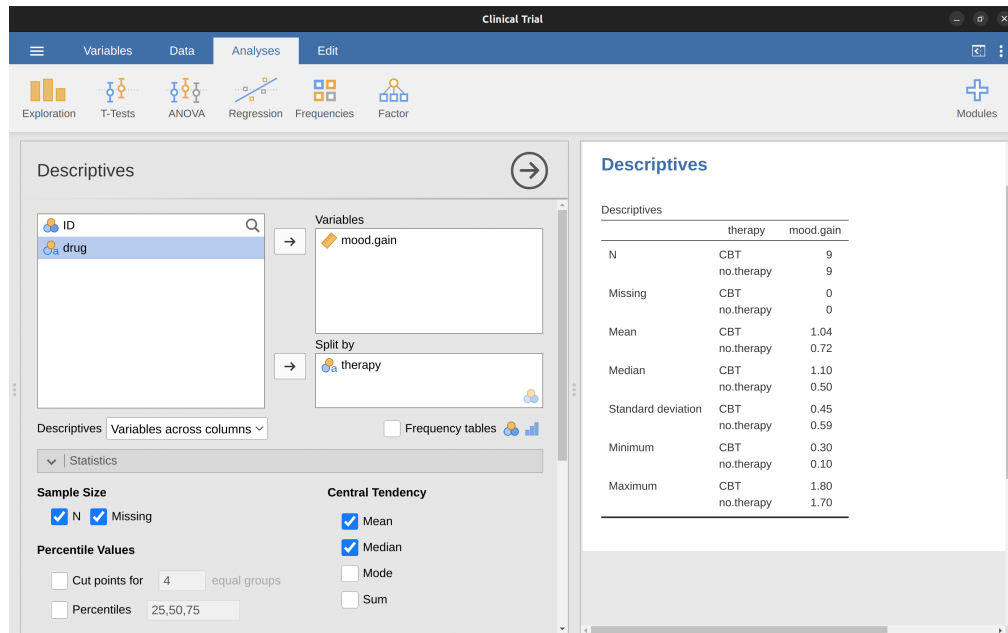 Clinical Trial
Variables Data Analyses Edit
Exploration T-Tests ANOVA Regression Frequencies Factor Modules
Descriptives
ID
a drug
Variables
mood.gain
Split by
a therapy
Descriptives Variables across columns Frequency tables
Statistics
Sample Size
N Missing
Percentile Values
Cut points for 4 equal groups
Percentiles 25,50,75
Central Tendency
Mean
Median
Mode
Sum
Descriptives
Descriptives
therapy mood.gain
N CBT 9
no.therapy 9
Missing CBT 0
no.therapy 0
Mean CBT 1.04
no.therapy 0.72
Median CBT 1.10
no.therapy 0.50
Standard deviation CBT 0.45
no.therapy 0.59
Minimum CBT 0.30
no.therapy 0.10
Maximum CBT 1.80
no.therapy 1.70